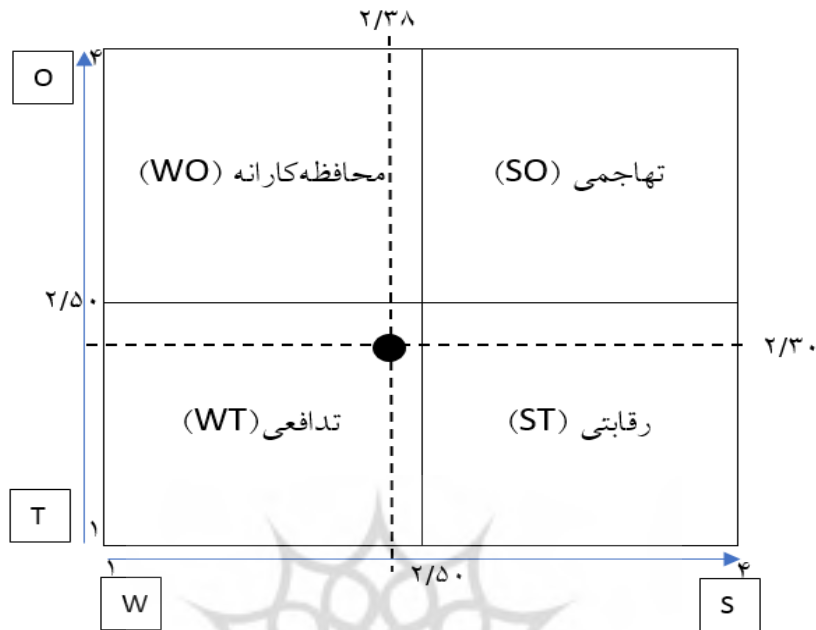 ۲/۳۸
۴
O
محافظه‌کارانه (WO)
تهاجمی (SO)
۲/۵۰
۲/۳۰
تدافعی(WT)
رقابتی (ST)
T
۱
۱
۲/۵۰
۴
W
S